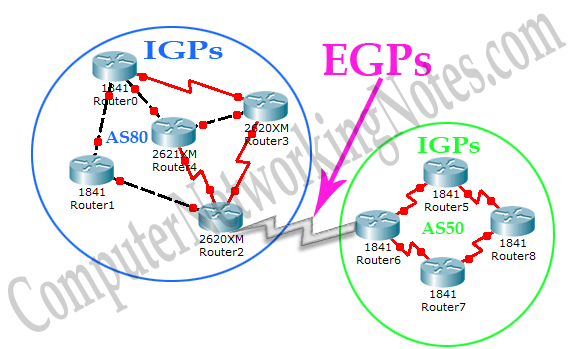 IGPs
EGPs
1841
Router0
2620XM
Router3
AS80
2621XM
Router4
1841
Router1
2620XM
Router2
IGPs
1841
Router5
AS50
1841
Router6
1841
Router8
1841
Router7
ComputerNetworkingNotes.com